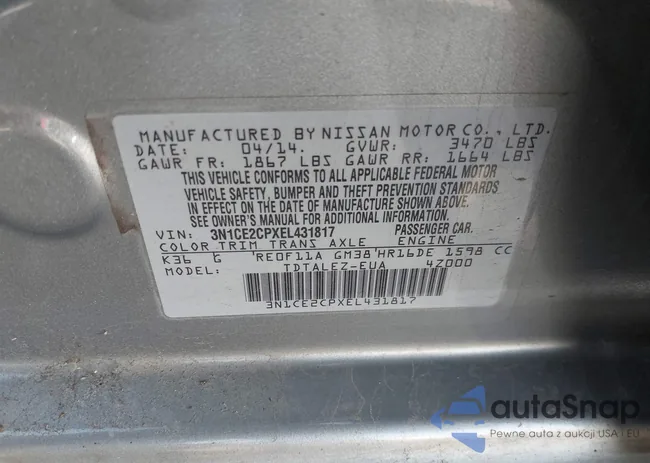 MANUFACTURED BY NISSAN MOTOR CO., LTD.
DATE: 04/14. GVWR: 3470 LBS
GAWR FR: 1867 LBS GAWR RR: 1664 LBS
THIS VEHICLE CONFORMS TO ALL APPLICABLE FEDERAL MOTOR
VEHICLE SAFETY, BUMPER AND THEFT PREVENTION STANDARDS
IN EFFECT ON THE DATE OF MANUFACTURE SHOWN ABOVE.
SEE OWNER'S MANUAL FOR ADDITIONAL INFORMATION.
VIN: 3N1CE2CPXEL431817 PASSENGER CAR.
COLOR TRIM TRANS AXLE ENGINE
K36 G 'RE0F11A GM38'HR16DE 1598 CC
MODEL: TDTALEZ-EUA 4Z000
3N1CE2CPXEL431817
autaSnap
Pewne auta z aukcji USA i EU